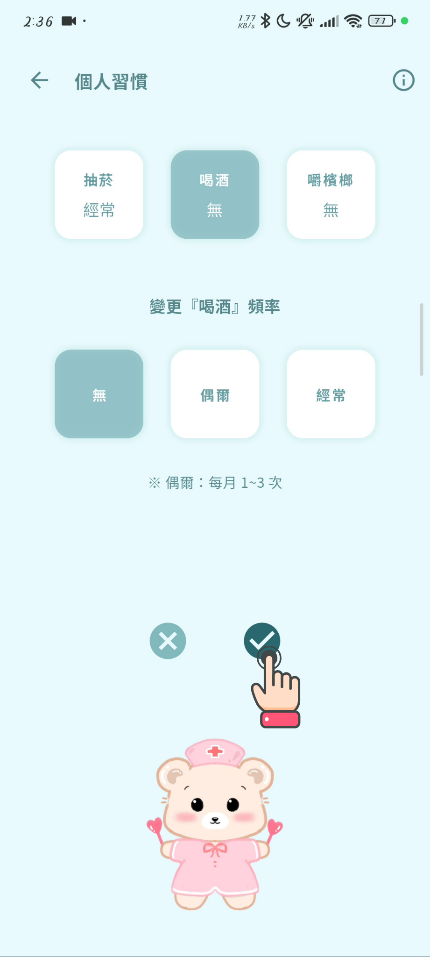 2:36
1.77
KB/s
71
個人習慣
抽菸 喝酒 嚼檳榔
經常 無 無
變更『喝酒』頻率
無 偶爾 經常
※ 偶爾：每月 1~3 次